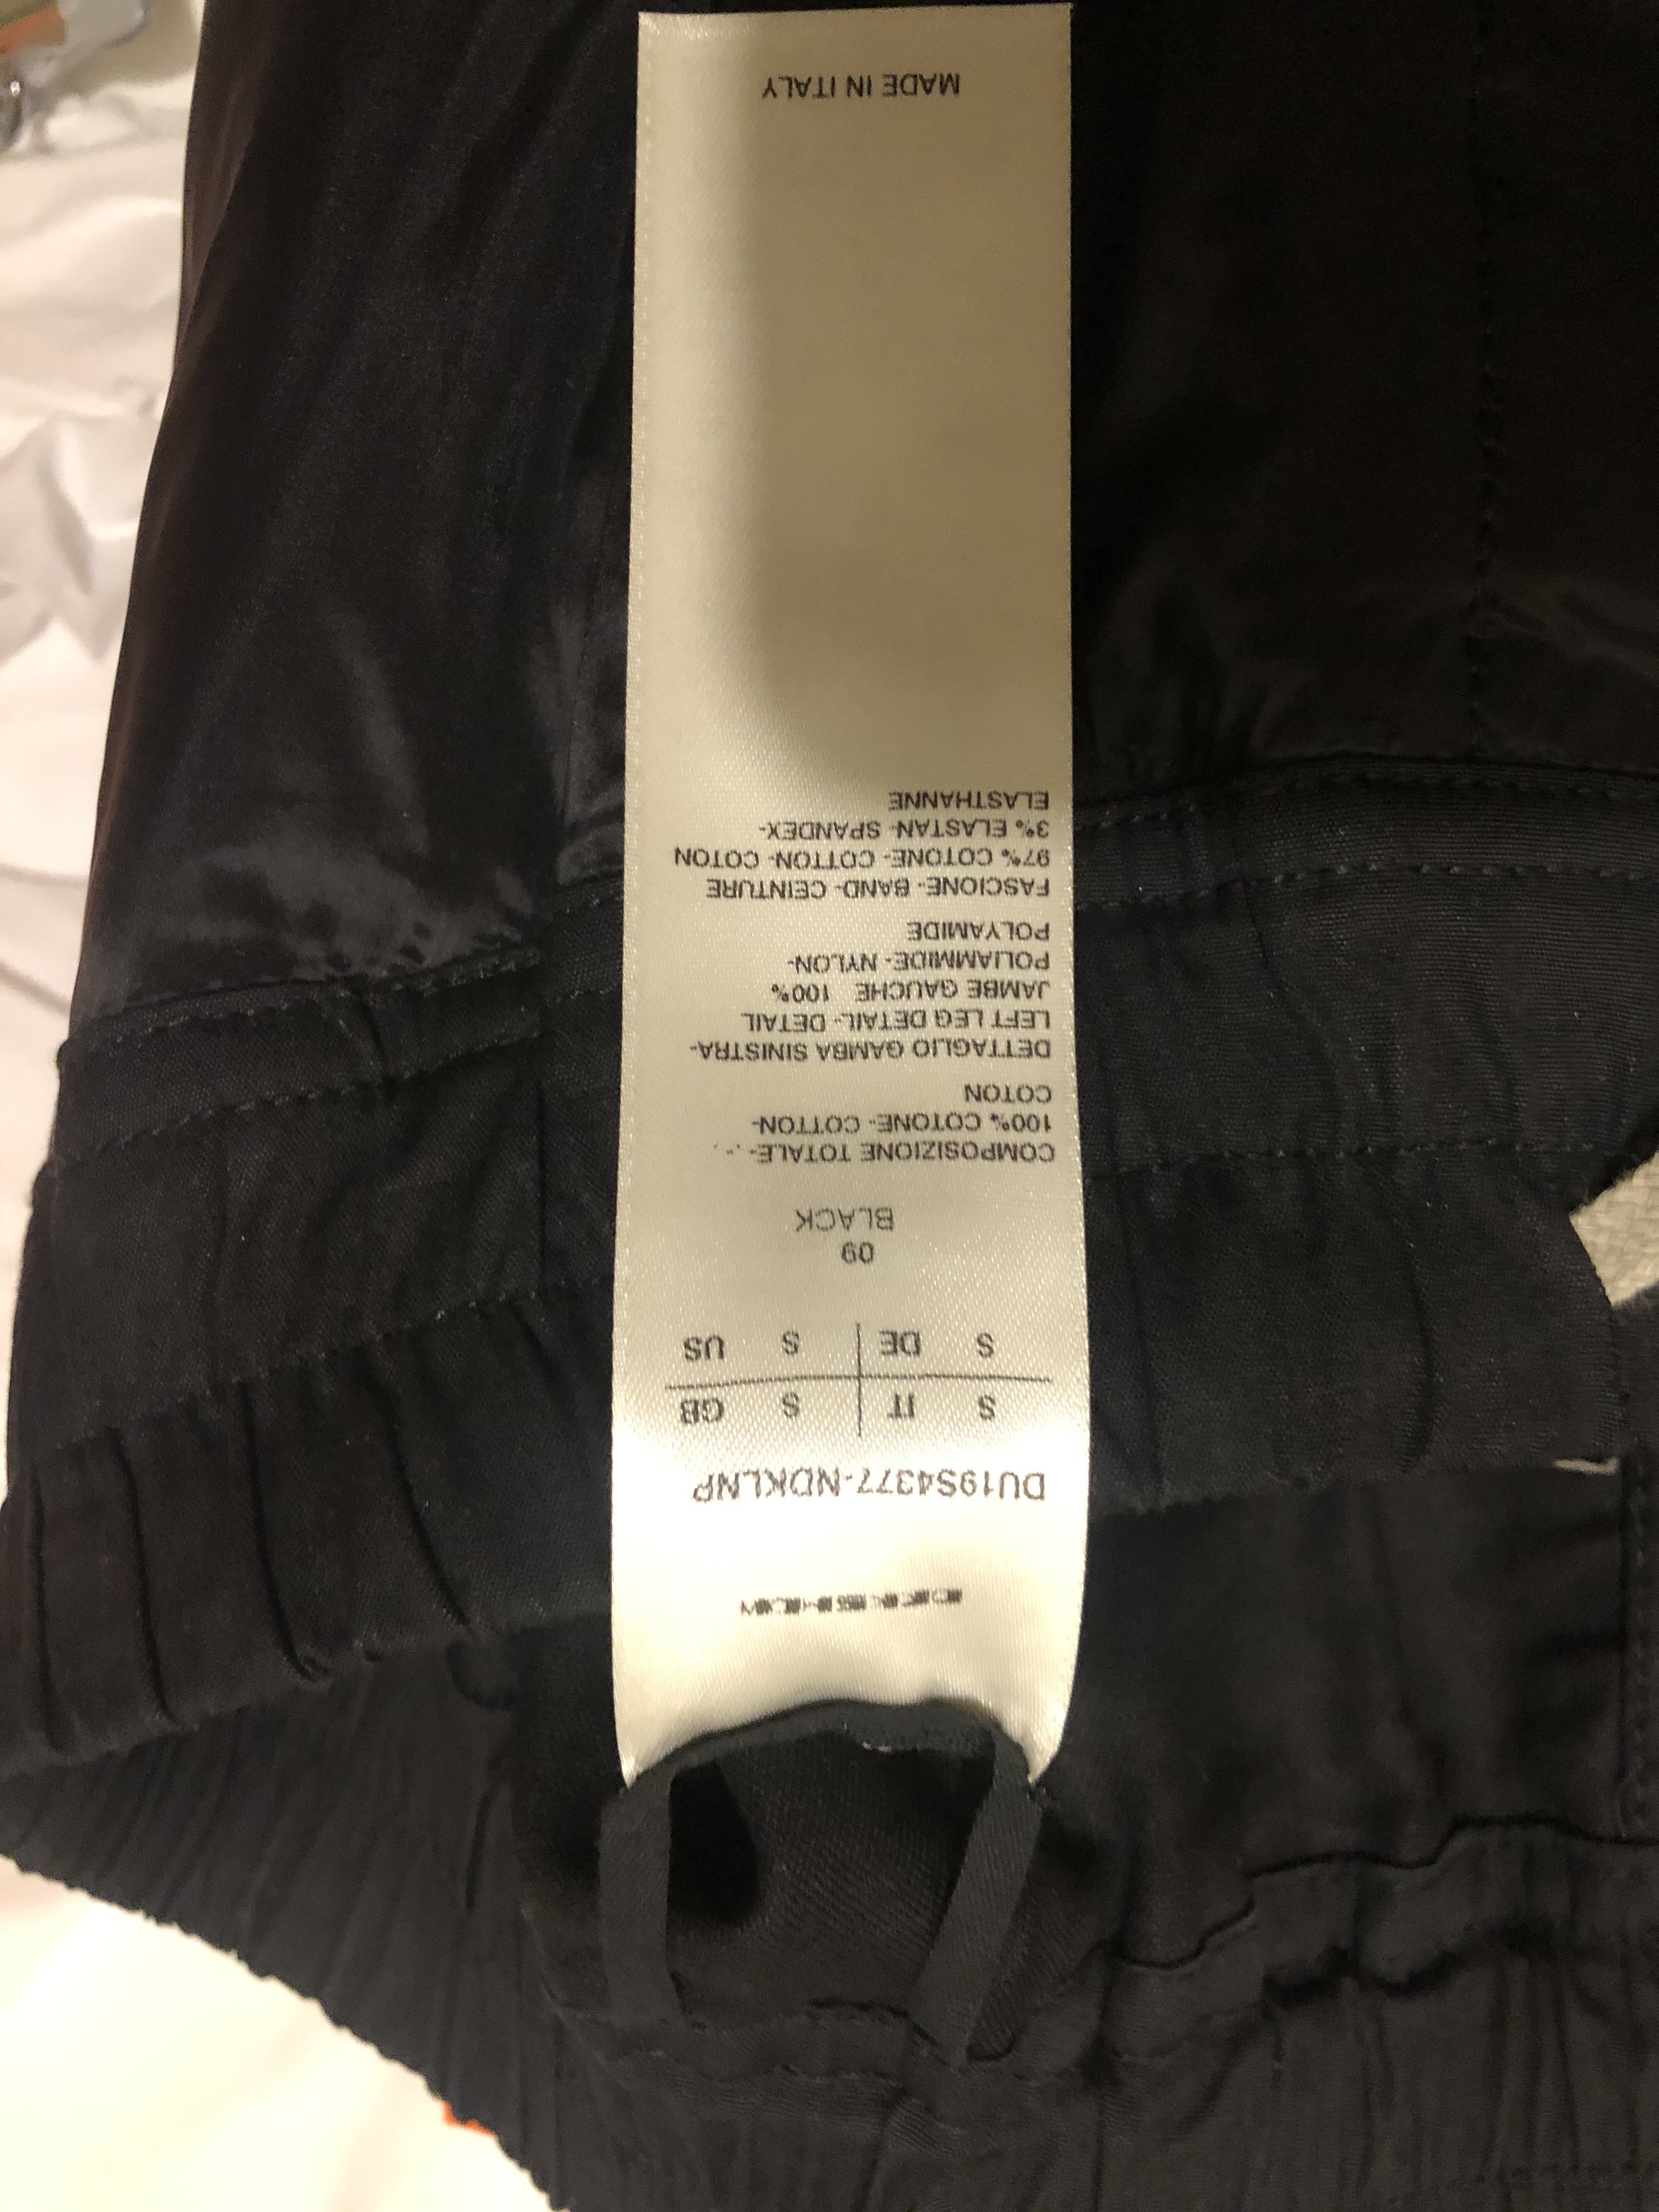 DRKSHDW
DU19S4377-NDKLNP
S IT S GB
S DE S US
09
BLACK
COMPOSIZIONE TOTALE- . .-
100% COTONE- COTTON-
COTON
DETTAGLIO GAMBA SINISTRA-
LEFT LEG DETAIL- DETAIL
JAMBE GAUCHE 100%
POLIAMMIDE- NYLON-
POLYAMIDE
FASCIONE- BAND- CEINTURE
97% COTONE- COTTON- COTON
3% ELASTAN- SPANDEX-
ELASTHANNE
MADE IN ITALY